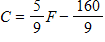 C = 5/9 F − 160/9